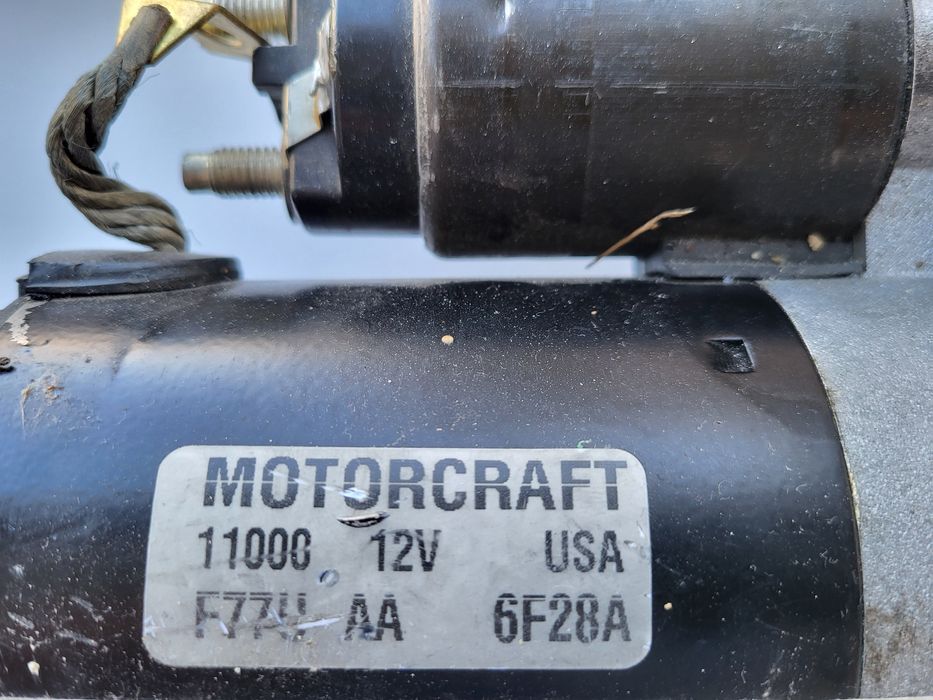 MOTORCRAFT
11000 12V USA
F77U AA 6F28A